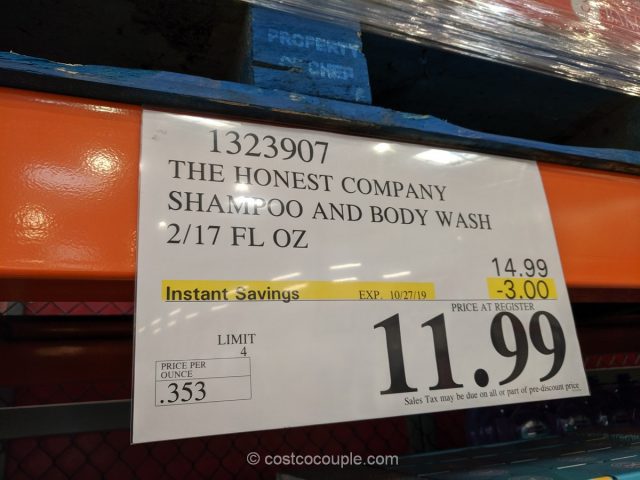 PROPERTY
OF CHEP
1323907
THE HONEST COMPANY
SHAMPOO AND BODY WASH
2/17 FL OZ
14.99
Instant Savings EXP. 10/27/19 -3.00
PRICE AT REGISTER
11.99
LIMIT
4
PRICE PER
OUNCE
.353
Sales Tax may be due on all or part of pre-discount price
© costcocouple.com